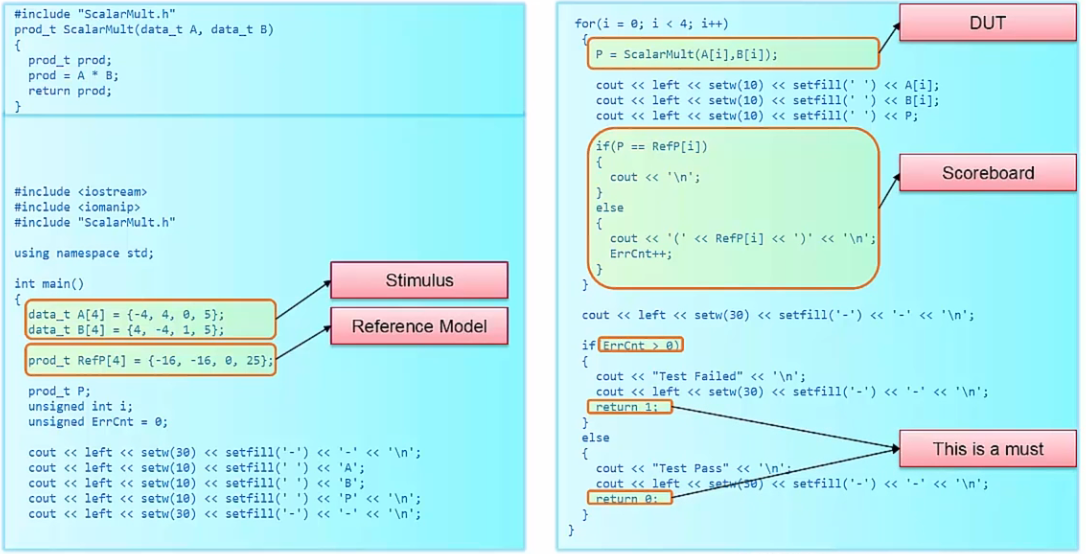 #include "ScalarMult.h"
prod_t ScalarMult(data_t A, data_t B)
{
  prod_t prod;
  prod = A * B;
  return prod;
}
#include <iostream>
#include <iomanip>
#include "ScalarMult.h"
using namespace std;
int main()
{
  data_t A[4] = {-4, 4, 0, 5};
  data_t B[4] = {4, -4, 1, 5};
Stimulus
  prod_t RefP[4] = {-16, -16, 0, 25};
Reference Model
  prod_t P;
  unsigned int i;
  unsigned ErrCnt = 0;
  cout << left << setw(30) << setfill('-') << '-' << '\n';
  cout << left << setw(10) << setfill(' ') << 'A';
  cout << left << setw(10) << setfill(' ') << 'B';
  cout << left << setw(10) << setfill(' ') << 'P' << '\n';
  cout << left << setw(30) << setfill('-') << '-' << '\n';
for(i = 0; i < 4; i++)
{
  P = ScalarMult(A[i],B[i]);
DUT
  cout << left << setw(10) << setfill(' ') << A[i];
  cout << left << setw(10) << setfill(' ') << B[i];
  cout << left << setw(10) << setfill(' ') << P;
  if(P == RefP[i])
  {
    cout << '\n';
  }
  else
  {
    cout << '(' << RefP[i] << ')' << '\n';
    ErrCnt++;
  }
Scoreboard
}
cout << left << setw(30) << setfill('-') << '-' << '\n';
if(ErrCnt > 0)
{
  cout << "Test Failed" << '\n';
  cout << left << setw(30) << setfill('-') << '-' << '\n';
  return 1;
}
else
{
  cout << "Test Pass" << '\n';
  cout << left << setw(30) << setfill('-') << '-' << '\n';
  return 0;
}
}
This is a must